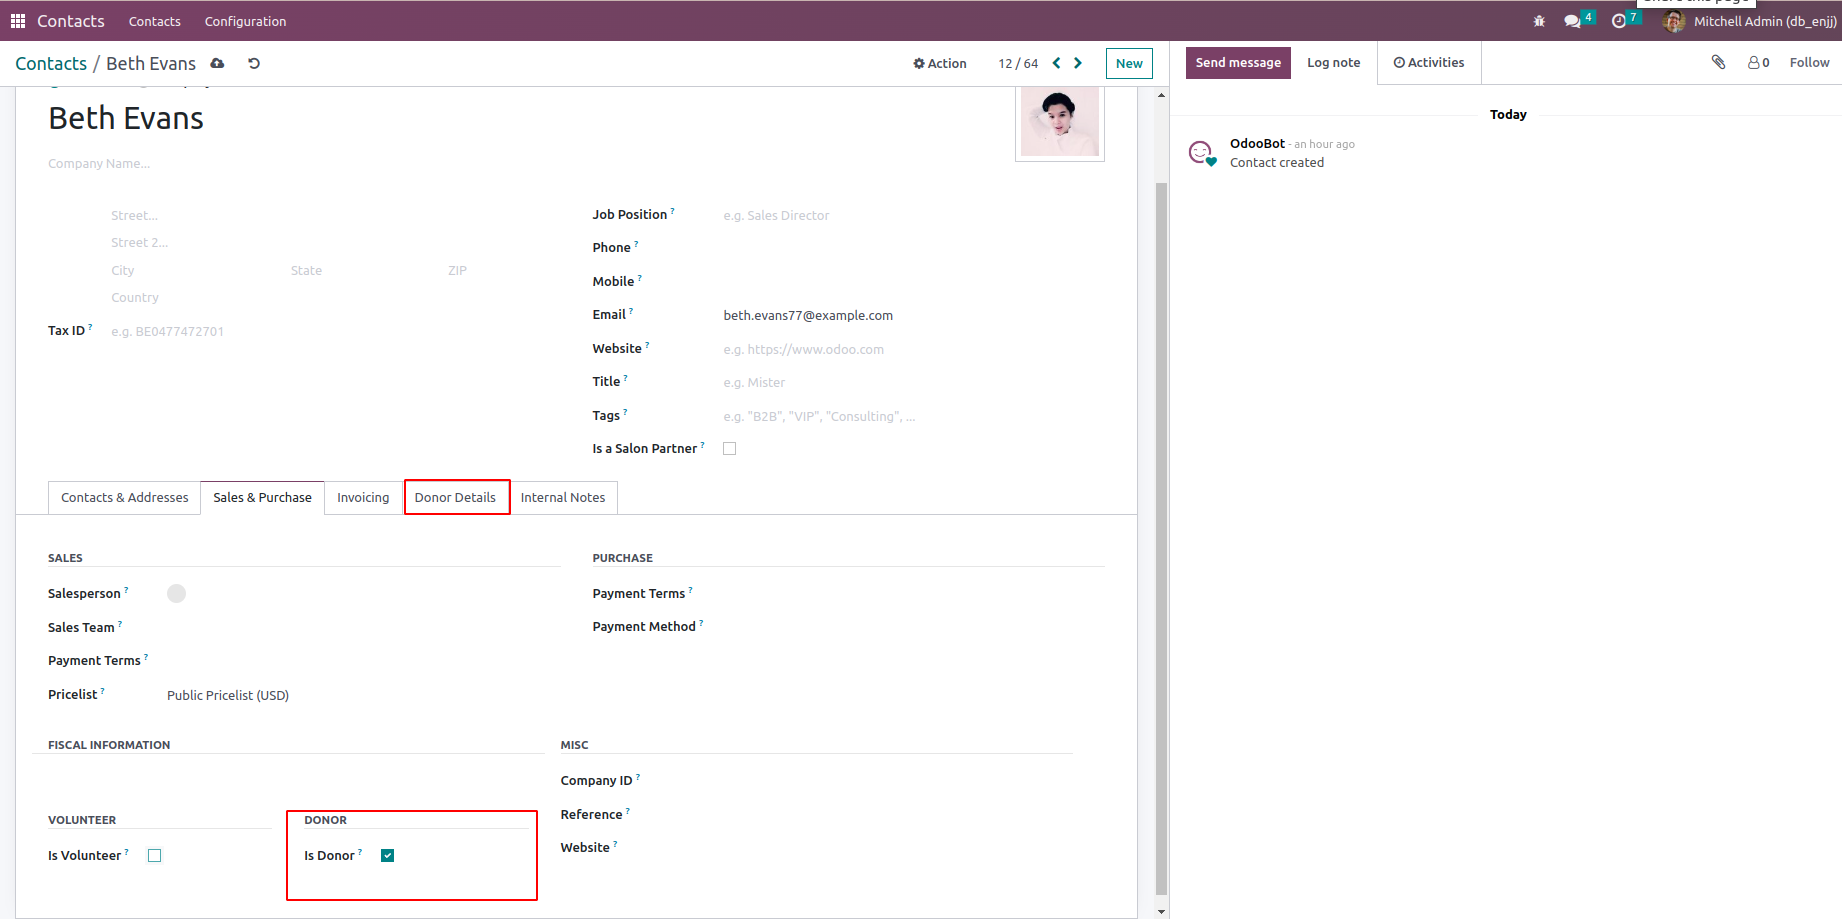 Contacts Contacts Configuration 4 7 Mitchell Admin (db_enjj)
Contacts / Beth Evans Action 12 / 64 New Send message Log note Activities 0 Follow
Beth Evans
Company Name...
Street...
Street 2...
City State ZIP
Country
Tax ID ? e.g. BE0477472701
Job Position ? e.g. Sales Director
Phone ?
Mobile ?
Email ? beth.evans77@example.com
Website ? e.g. https://www.odoo.com
Title ? e.g. Mister
Tags ? e.g. "B2B", "VIP", "Consulting", ...
Is a Salon Partner ?
Contacts & Addresses Sales & Purchase Invoicing Donor Details Internal Notes
SALES
Salesperson ?
Sales Team ?
Payment Terms ?
Pricelist ? Public Pricelist (USD)
PURCHASE
Payment Terms ?
Payment Method ?
FISCAL INFORMATION
MISC
Company ID ?
Reference ?
Website ?
VOLUNTEER
Is Volunteer ?
DONOR
Is Donor ?
Today
OdooBot - an hour ago
Contact created